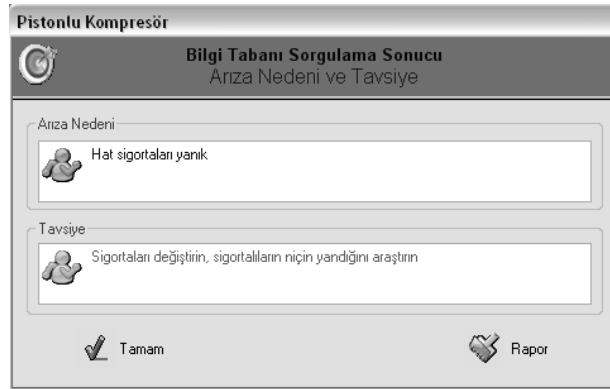 Pistonlu Kompresör
Bilgi Tabanı Sorgulama Sonucu
Arıza Nedeni ve Tavsiye
Arıza Nedeni
Hat sigortaları yanık
Tavsiye
Sigortaları değiştirin, sigortalıların niçin yandığını araştırın
Tamam
Rapor